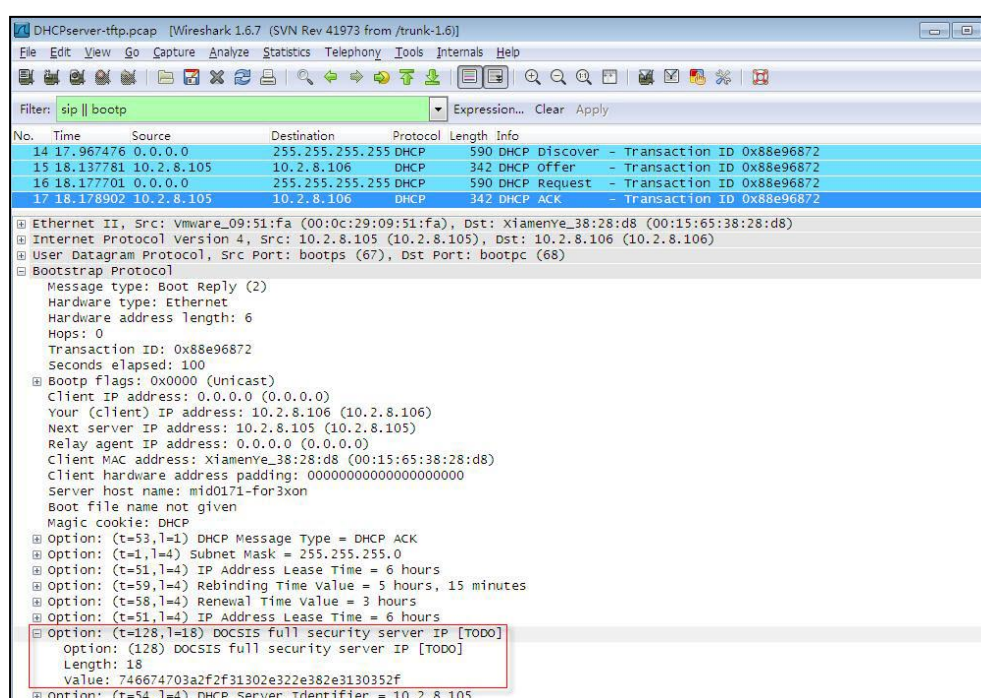 DHCPserver-tftp.pcap [Wireshark 1.6.7 (SVN Rev 41973 from /trunk-1.6)]
File Edit View Go Capture Analyze Statistics Telephony Tools Internals Help
Filter: sip || bootp Expression... Clear Apply
No. Time Source Destination Protocol Length Info
14 17.967476 0.0.0.0 255.255.255.255 DHCP 590 DHCP Discover - Transaction ID 0x88e96872
15 18.137781 10.2.8.105 10.2.8.106 DHCP 342 DHCP Offer - Transaction ID 0x88e96872
16 18.177701 0.0.0.0 255.255.255.255 DHCP 590 DHCP Request - Transaction ID 0x88e96872
17 18.178902 10.2.8.105 10.2.8.106 DHCP 342 DHCP ACK - Transaction ID 0x88e96872
Ethernet II, Src: Vmware_09:51:fa (00:0c:29:09:51:fa), Dst: XiamenYe_38:28:d8 (00:15:65:38:28:d8)
Internet Protocol Version 4, Src: 10.2.8.105 (10.2.8.105), Dst: 10.2.8.106 (10.2.8.106)
User Datagram Protocol, Src Port: bootps (67), Dst Port: bootpc (68)
Bootstrap Protocol
Message type: Boot Reply (2)
Hardware type: Ethernet
Hardware address length: 6
Hops: 0
Transaction ID: 0x88e96872
Seconds elapsed: 100
Bootp flags: 0x0000 (Unicast)
Client IP address: 0.0.0.0 (0.0.0.0)
Your (client) IP address: 10.2.8.106 (10.2.8.106)
Next server IP address: 10.2.8.105 (10.2.8.105)
Relay agent IP address: 0.0.0.0 (0.0.0.0)
Client MAC address: XiamenYe_38:28:d8 (00:15:65:38:28:d8)
Client hardware address padding: 00000000000000000000
Server host name: mid0171-for3xon
Boot file name not given
Magic cookie: DHCP
Option: (t=53,l=1) DHCP Message Type = DHCP ACK
Option: (t=1,l=4) Subnet Mask = 255.255.255.0
Option: (t=51,l=4) IP Address Lease Time = 6 hours
Option: (t=59,l=4) Rebinding Time Value = 5 hours, 15 minutes
Option: (t=58,l=4) Renewal Time Value = 3 hours
Option: (t=51,l=4) IP Address Lease Time = 6 hours
Option: (t=128,l=18) DOCSIS full security server IP [TODO]
Option: (128) DOCSIS full security server IP [TODO]
Length: 18
Value: 746674703a2f2f31302e322e382e3130352f
Option: (t=54,l=4) DHCP Server Identifier = 10.2.8.105